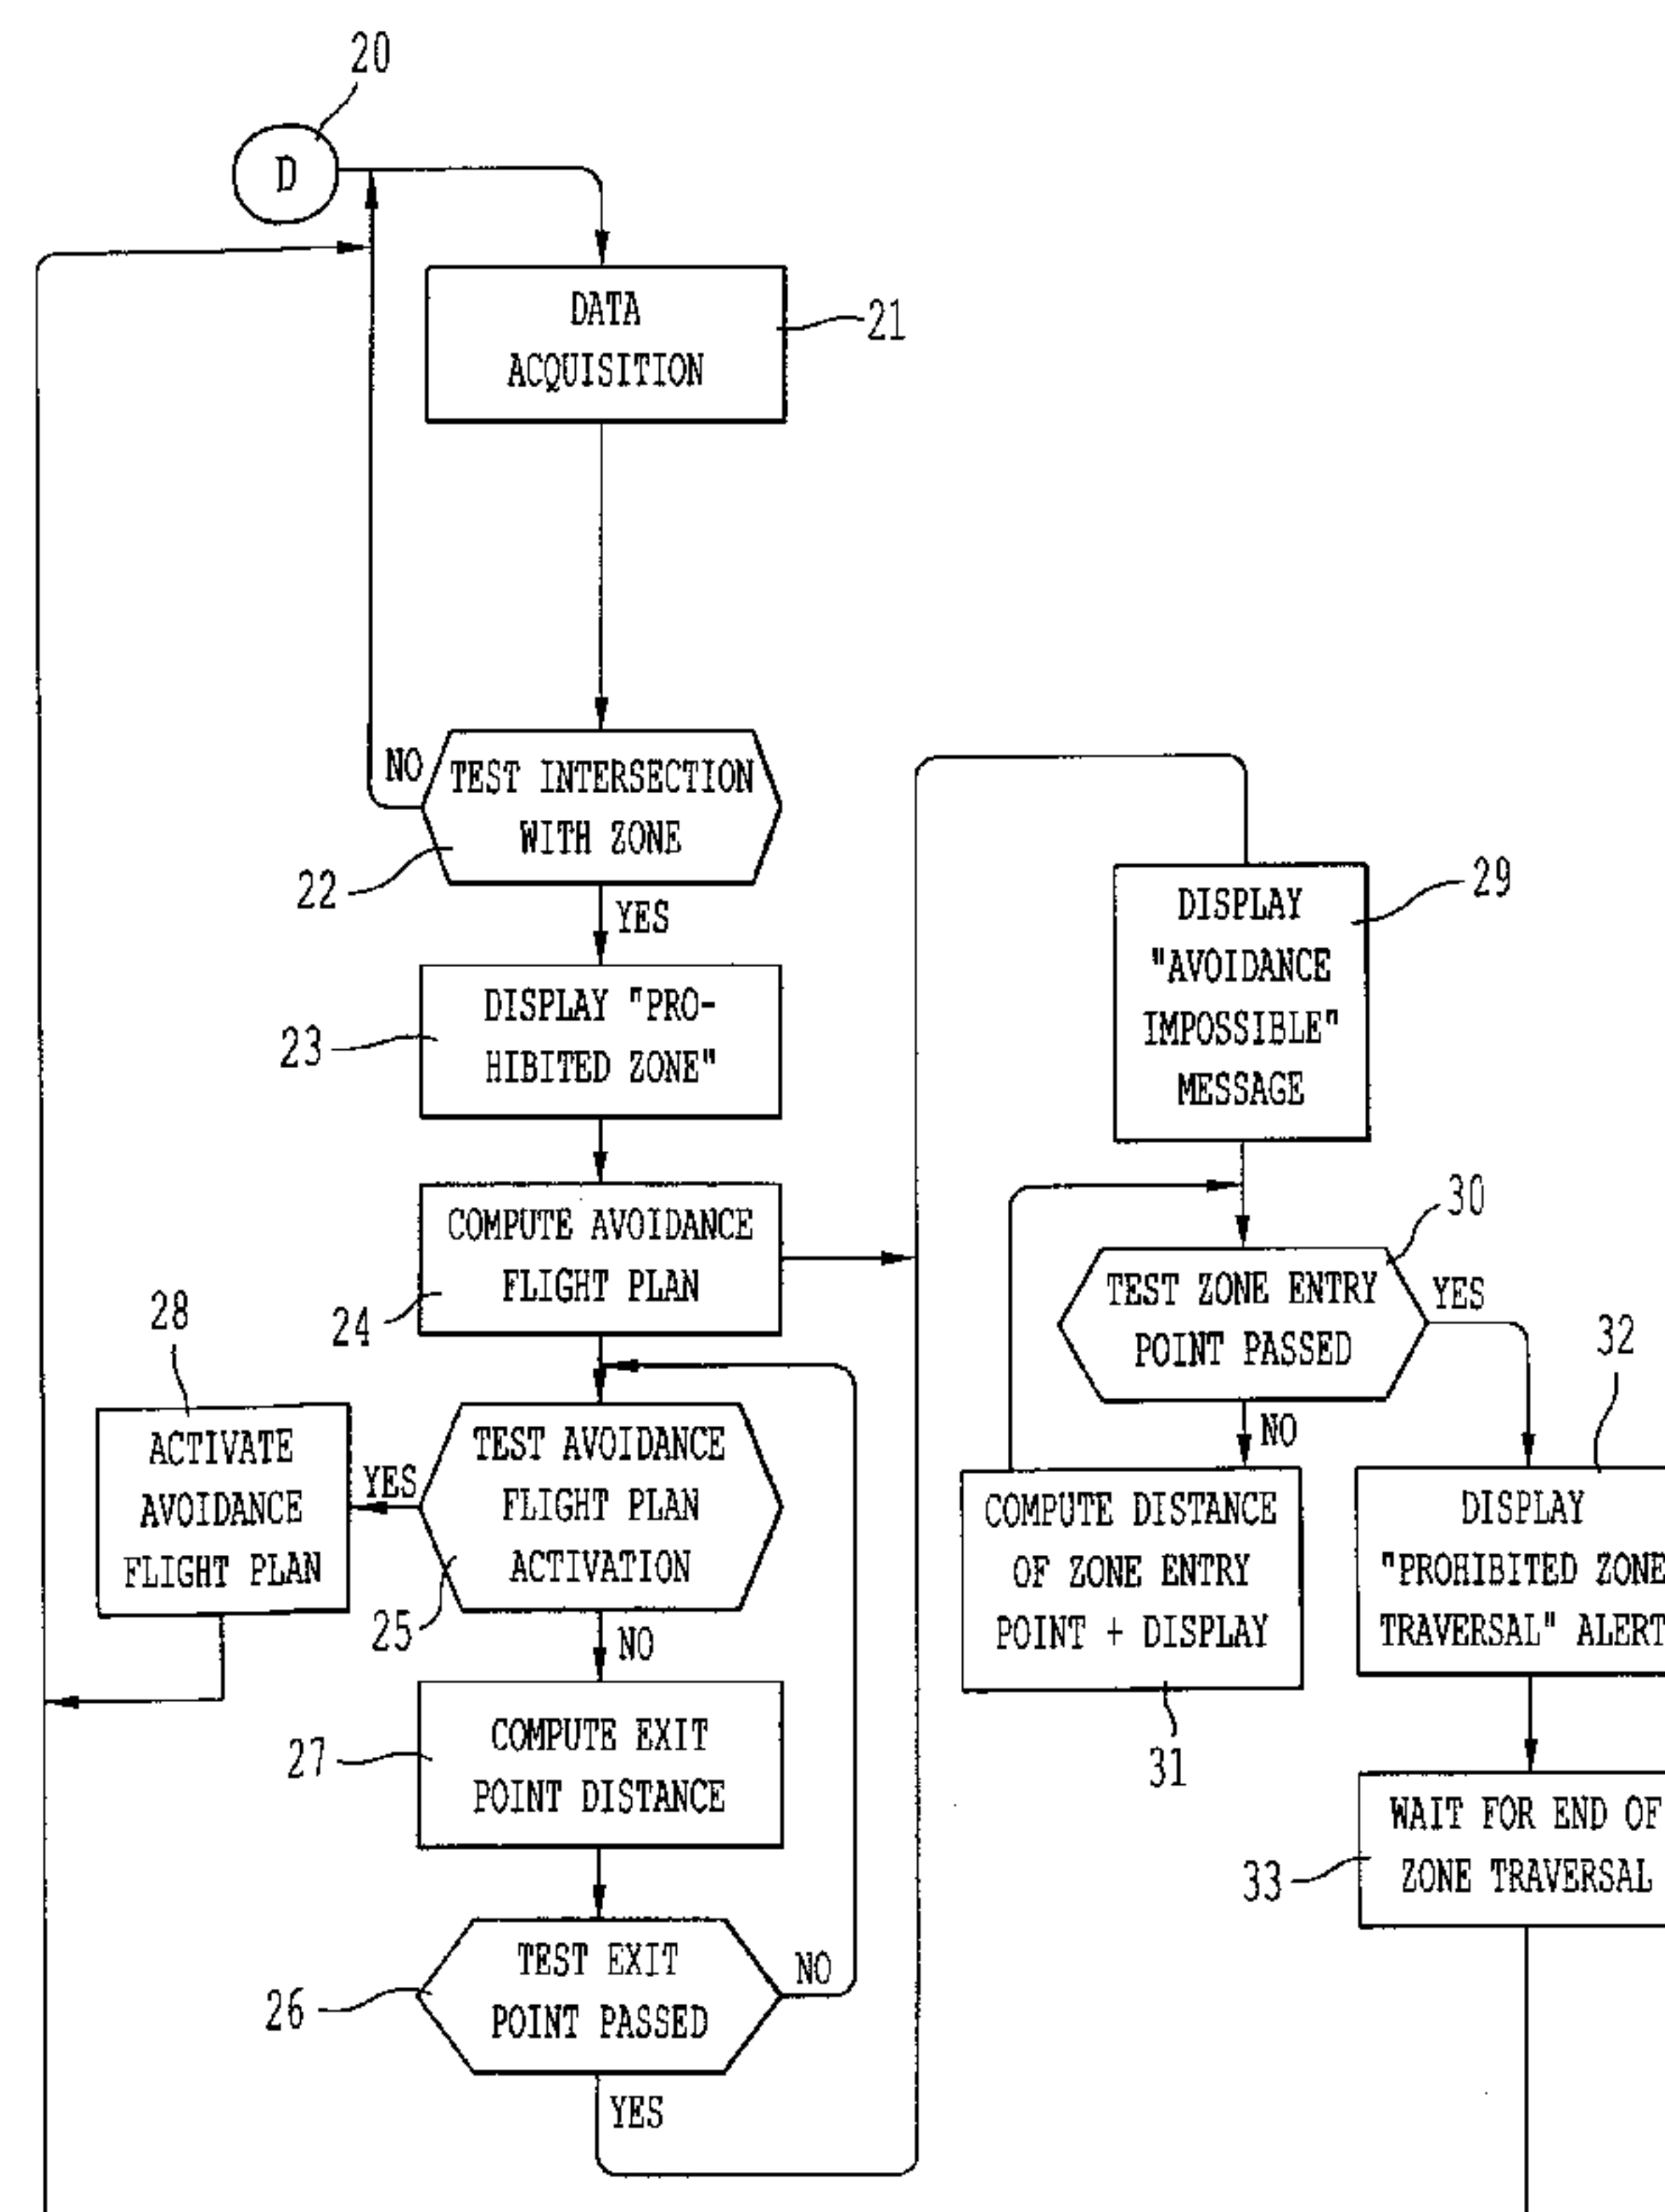 20
D
DATA
ACQUISITION
21
NO
TEST INTERSECTION
WITH ZONE
22
YES
DISPLAY "PRO-
HIBITED ZONE"
23
COMPUTE AVOIDANCE
FLIGHT PLAN
24
28
ACTIVATE
AVOIDANCE
FLIGHT PLAN
YES
TEST AVOIDANCE
FLIGHT PLAN
ACTIVATION
25
NO
COMPUTE EXIT
POINT DISTANCE
27
TEST EXIT
POINT PASSED
NO
26
YES
DISPLAY
"AVOIDANCE
IMPOSSIBLE"
MESSAGE
29
30
TEST ZONE ENTRY
POINT PASSED
YES
NO
COMPUTE DISTANCE
OF ZONE ENTRY
POINT + DISPLAY
31
32
DISPLAY
"PROHIBITED ZONE
TRAVERSAL" ALERT
WAIT FOR END OF
ZONE TRAVERSAL
33